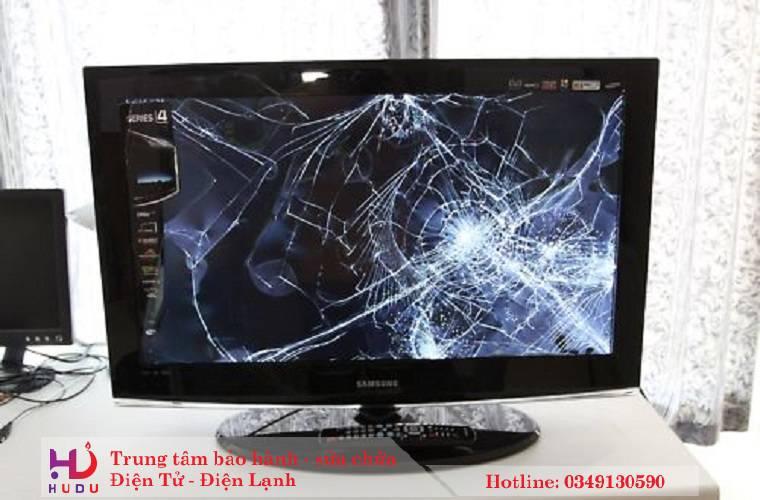 SERIES 4
SAMSUNG
HUDU
Trung tâm bảo hành - sửa chữa
Điện Tử - Điện Lạnh
Hotline: 0349130590